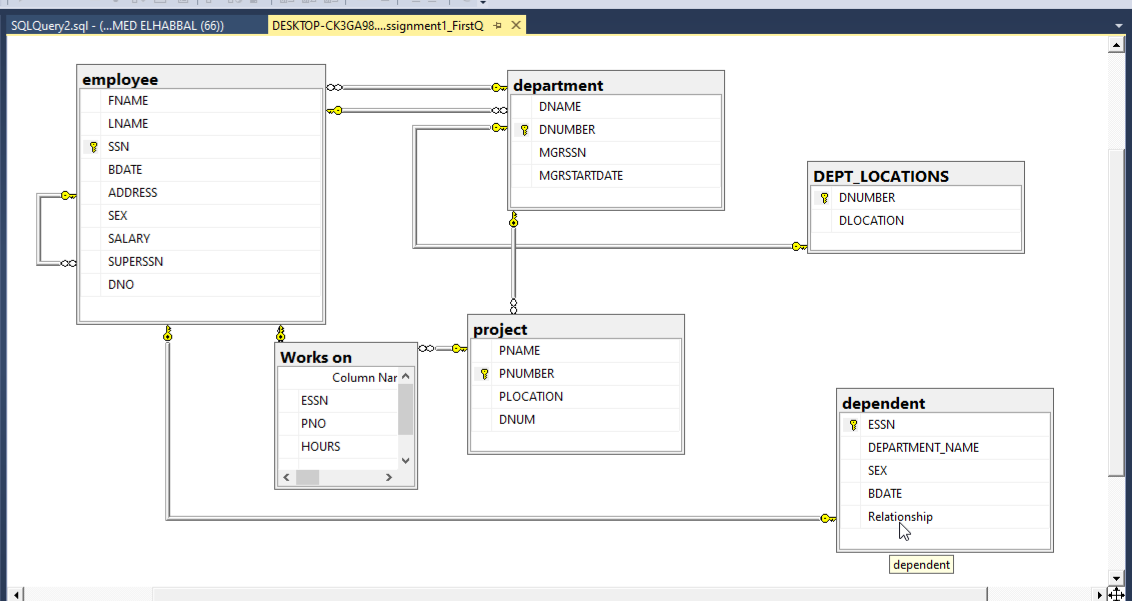 SQLQuery2.sql - (...MED ELHABBAL (66))
DESKTOP-CK3GA98....ssignment1_FirstQ
employee
FNAME
LNAME
SSN
BDATE
ADDRESS
SEX
SALARY
SUPERSSN
DNO
department
DNAME
DNUMBER
MGRSSN
MGRSTARTDATE
DEPT_LOCATIONS
DNUMBER
DLOCATION
Works on
Column Nar
ESSN
PNO
HOURS
project
PNAME
PNUMBER
PLOCATION
DNUM
dependent
ESSN
DEPARTMENT_NAME
SEX
BDATE
Relationship
dependent